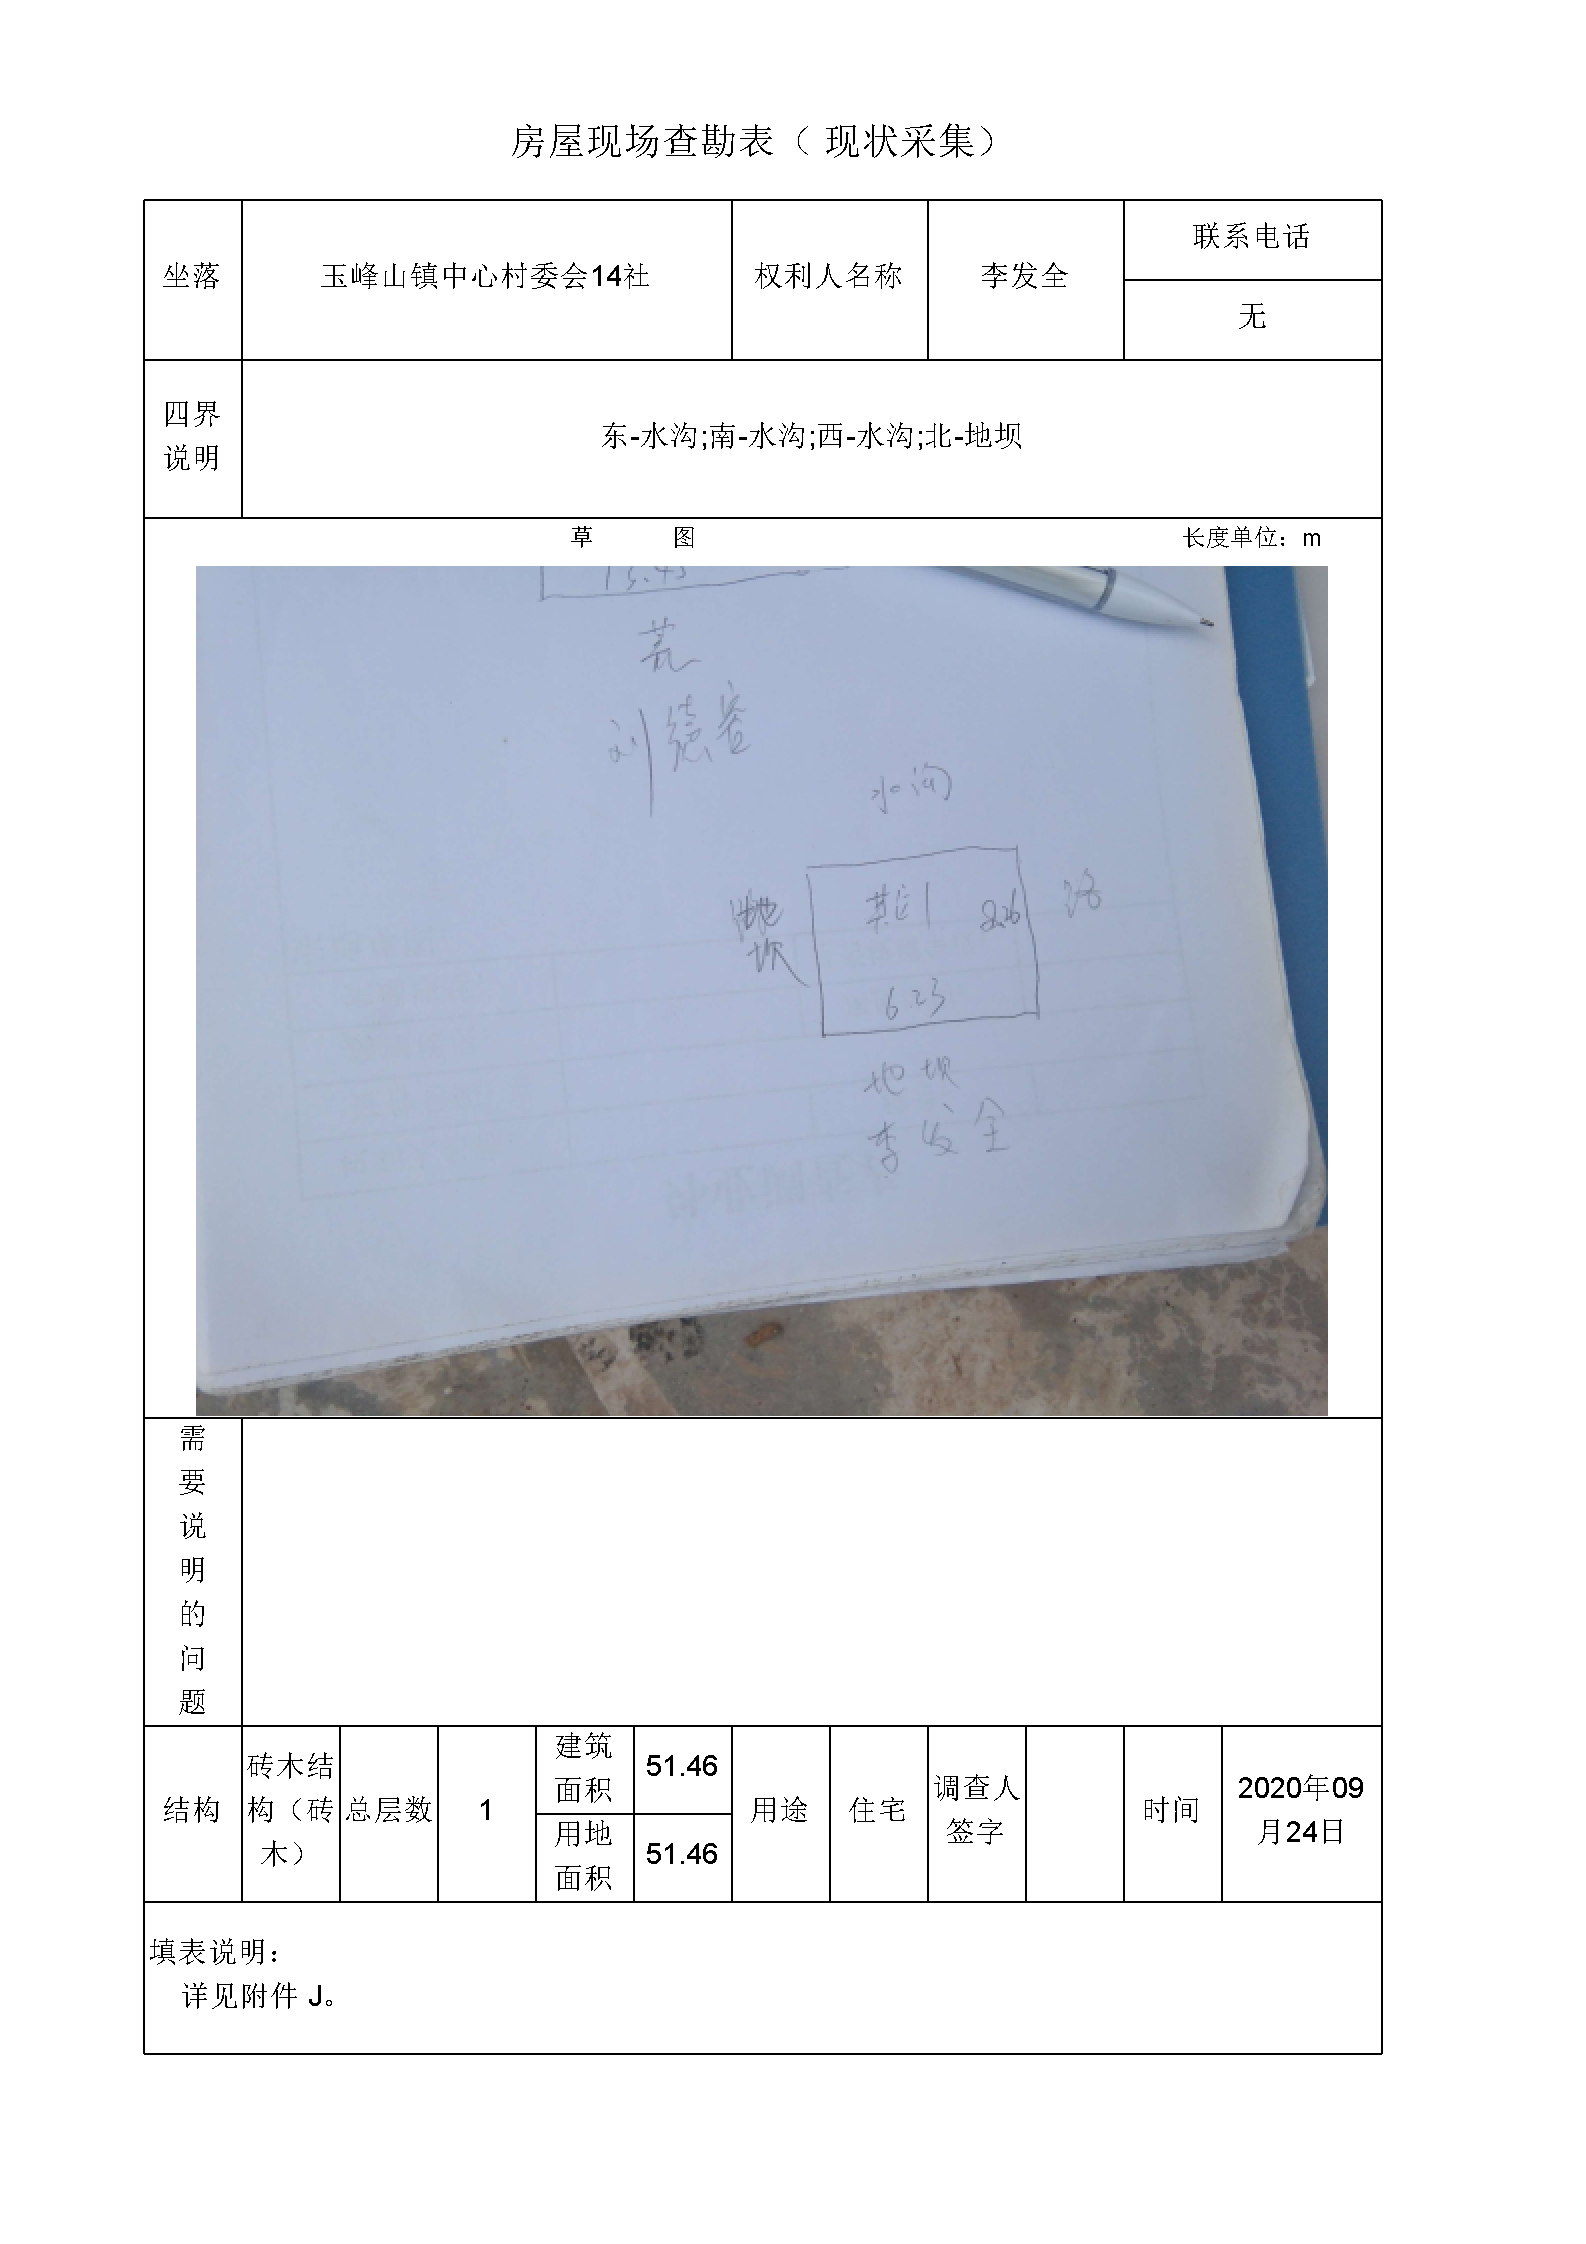 房屋现场查勘表（ 现状采集）
坐落
玉峰山镇中心村委会14社
权利人名称
李发全
联系电话
无
四界
说明
东-水沟;南-水沟;西-水沟;北-地坝
草 图
长度单位：m
13.43
荒
刘德容
水沟
地
坎
8.26
路
6.23
地坝
李发全
需
要
说
明
的
问
题
结构
砖木结
构（砖
木）
总层数
1
建筑
面积
51.46
用地
面积
51.46
用途
住宅
调查人
签字
时间
2020年09
月24日
填表说明：
详见附件 J。